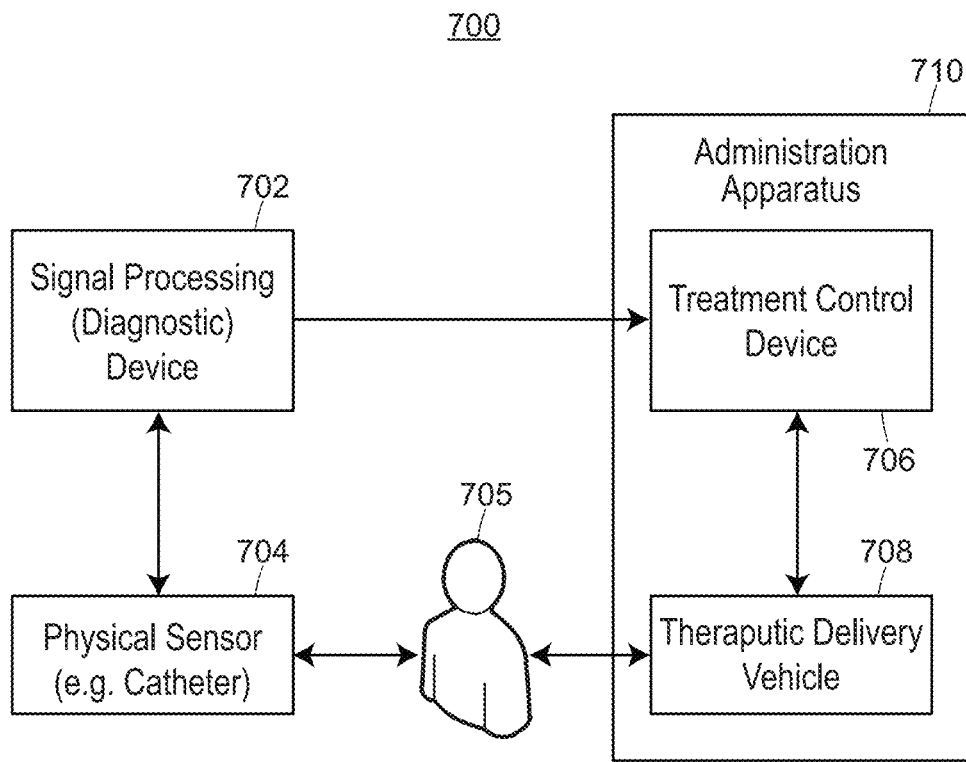 700
710
Administration
Apparatus
702
Signal Processing
(Diagnostic)
Device
Treatment Control
Device
706
705
704
Physical Sensor
(e.g. Catheter)
708
Theraputic Delivery
Vehicle